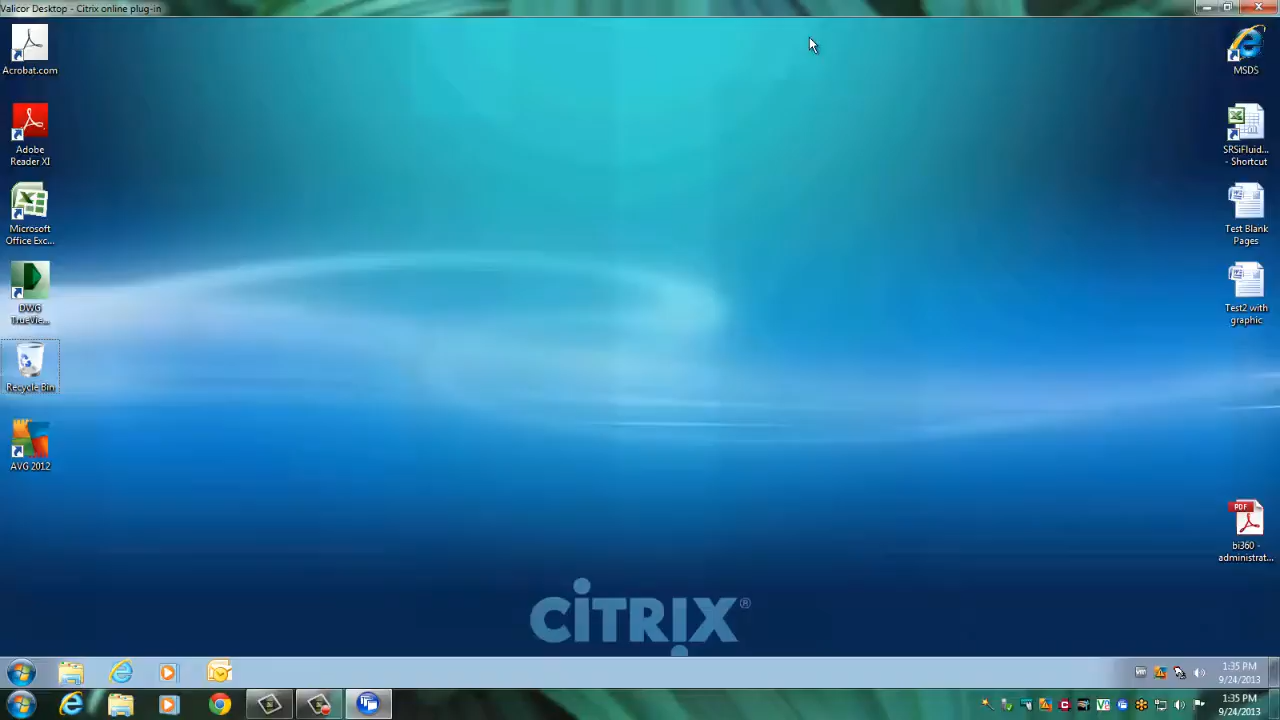 Valicor Desktop - Citrix online plug-in
Acrobat.com
Adobe
Reader XI
Microsoft
Office Exc...
DWG
TrueVie...
Recycle Bin
AVG 2012
MSDS
SRSiFluid...
- Shortcut
Test Blank
Pages
Test2 with
graphic
PDF
bi360 -
administrat...
CITRIX®
1:35 PM
9/24/2013
1:35 PM
9/24/2013